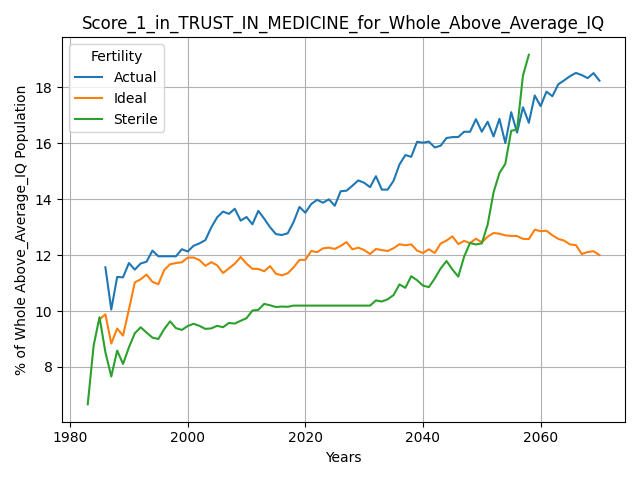 Score_1_in_TRUST_IN_MEDICINE_for_Whole_Above_Average_IQ
Fertility
Actual
Ideal
Sterile
% of Whole Above_Average_IQ Population
18
16
14
12
10
8
1980
2000
2020
2040
2060
Years